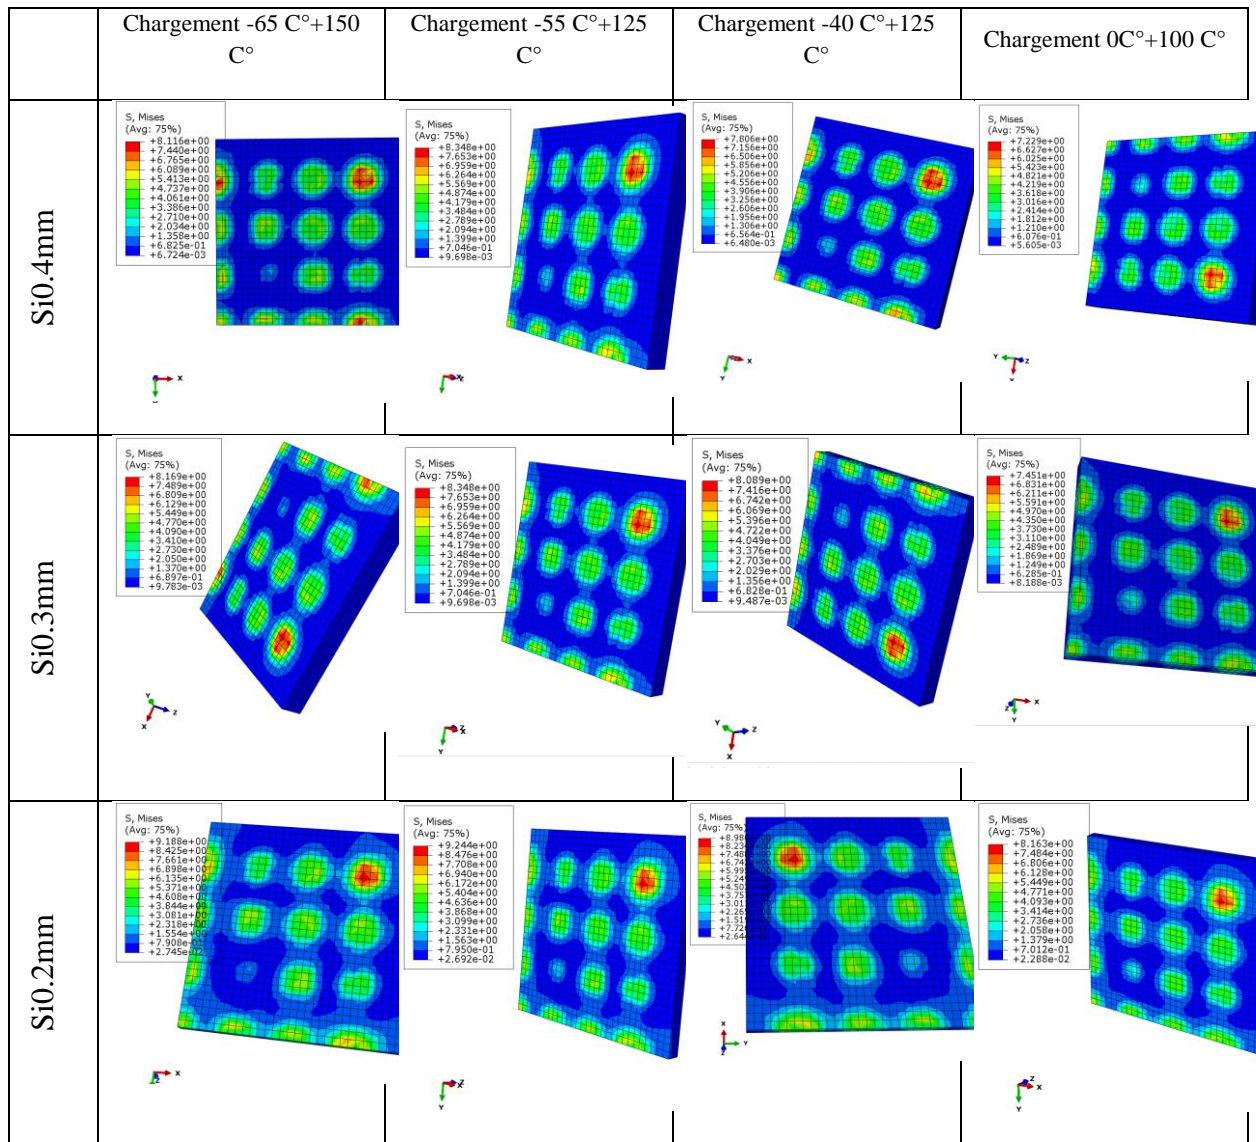 Chargement -65 C°+150
C°
Chargement -55 C°+125
C°
Chargement -40 C°+125
C°
Chargement 0C°+100 C°
Si0.4mm
S, Mises
(Avg: 75%)
+8.116e+00
+7.440e+00
+6.765e+00
+6.089e+00
+5.413e+00
+4.737e+00
+4.061e+00
+3.386e+00
+2.710e+00
+2.034e+00
+1.358e+00
+6.825e-01
+6.724e-03
X
S, Mises
(Avg: 75%)
+8.348e+00
+7.653e+00
+6.959e+00
+6.264e+00
+5.569e+00
+4.874e+00
+4.179e+00
+3.484e+00
+2.789e+00
+2.094e+00
+1.399e+00
+7.046e-01
+9.698e-03
X
Z
Y
S, Mises
(Avg: 75%)
+7.806e+00
+7.156e+00
+6.506e+00
+5.856e+00
+5.206e+00
+4.556e+00
+3.906e+00
+3.256e+00
+2.606e+00
+1.956e+00
+1.306e+00
+6.564e-01
+6.480e-03
X
Y
S, Mises
(Avg: 75%)
+7.229e+00
+6.627e+00
+6.025e+00
+5.423e+00
+4.821e+00
+4.219e+00
+3.618e+00
+3.016e+00
+2.414e+00
+1.812e+00
+1.210e+00
+6.076e-01
+5.605e-03
Y Z
X
Si0.3mm
S, Mises
(Avg: 75%)
+8.169e+00
+7.489e+00
+6.809e+00
+6.129e+00
+5.449e+00
+4.770e+00
+4.090e+00
+3.410e+00
+2.730e+00
+2.050e+00
+1.370e+00
+6.897e-01
+9.783e-03
Y
Z
X
S, Mises
(Avg: 75%)
+8.348e+00
+7.653e+00
+6.959e+00
+6.264e+00
+5.569e+00
+4.874e+00
+4.179e+00
+3.484e+00
+2.789e+00
+2.094e+00
+1.399e+00
+7.046e-01
+9.698e-03
Z
X
Y
S, Mises
(Avg: 75%)
+8.089e+00
+7.416e+00
+6.742e+00
+6.069e+00
+5.396e+00
+4.722e+00
+4.049e+00
+3.376e+00
+2.703e+00
+2.029e+00
+1.356e+00
+6.828e-01
+9.487e-03
Y Z
X
S, Mises
(Avg: 75%)
+7.451e+00
+6.831e+00
+6.211e+00
+5.591e+00
+4.970e+00
+4.350e+00
+3.730e+00
+3.110e+00
+2.489e+00
+1.869e+00
+1.249e+00
+6.285e-01
+8.188e-03
Z X
Y
Si0.2mm
S, Mises
(Avg: 75%)
+9.188e+00
+8.425e+00
+7.661e+00
+6.898e+00
+6.135e+00
+5.371e+00
+4.608e+00
+3.844e+00
+3.081e+00
+2.318e+00
+1.554e+00
+7.908e-01
+2.745e-02
X
Z
S, Mises
(Avg: 75%)
+9.244e+00
+8.476e+00
+7.708e+00
+6.940e+00
+6.172e+00
+5.404e+00
+4.636e+00
+3.868e+00
+3.099e+00
+2.331e+00
+1.563e+00
+7.950e-01
+2.692e-02
Z
X
Y
S, Mises
(Avg: 75%)
X
Y
Z
S, Mises
(Avg: 75%)
+8.163e+00
+7.484e+00
+6.806e+00
+6.128e+00
+5.449e+00
+4.771e+00
+4.093e+00
+3.414e+00
+2.736e+00
+2.058e+00
+1.379e+00
+7.012e-01
+2.288e-02
Z
X
Y